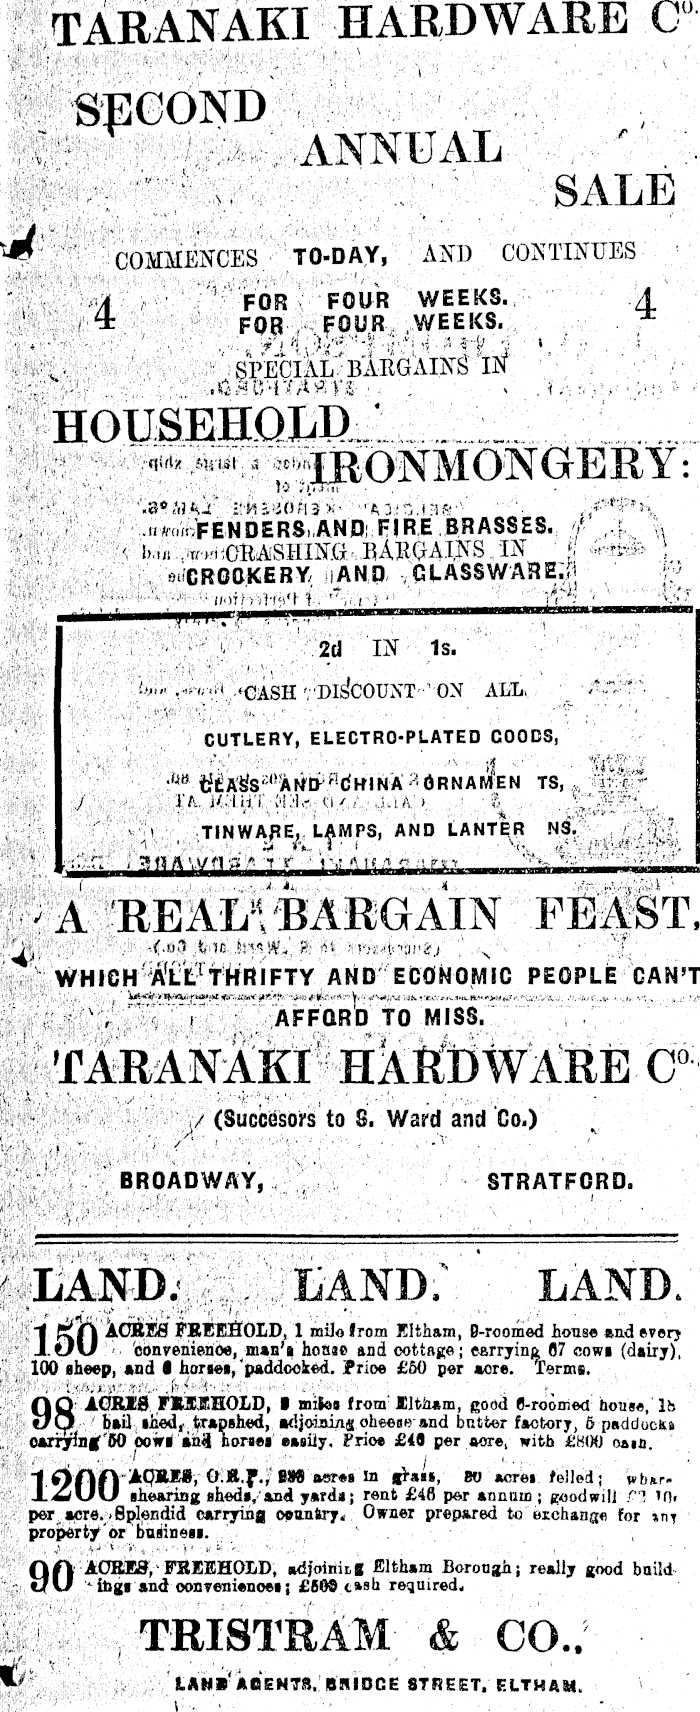 TARANAKI HARDWARE CO.
SECOND
ANNUAL
SALE
COMMENCES TO-DAY, AND CONTINUES
4 FOR FOUR WEEKS. 4
FOR FOUR WEEKS.
SPECIAL BARGAINS IN
HOUSEHOLD
IRONMONGERY:
FENDERS AND FIRE BRASSES.
CRASHING BARGAINS IN
CROCKERY AND GLASSWARE.
2d IN 1s.
CASH DISCOUNT ON ALL
CUTLERY, ELECTRO-PLATED GOODS,
GLASS AND CHINA ORNAMEN TS,
TINWARE, LAMPS, AND LANTER NS.
A REAL BARGAIN FEAST,
WHICH ALL THRIFTY AND ECONOMIC PEOPLE CAN'T
AFFORD TO MISS.
TARANAKI HARDWARE CO.
(Succesors to S. Ward and Co.)
BROADWAY, STRATFORD.
LAND. LAND. LAND.
150 ACRES FREEHOLD, 1 mile from Eltham, 9-roomed house and every
convenience, man's house and cottage; carrying 67 cows (dairy),
100 sheep, and 6 horses, paddocked. Price £50 per acre. Terms.
98 ACRES FREEHOLD, miles from Eltham, good 6-roomed house,
bail shed, trapshed, adjoining cheese and butter factory, 5 paddocks
carrying 50 cows and horses easily. Price £46 per acre, with £800 cash.
1200 ACRES, O.R.P., acres in grass, 80 acres felled;
shearing sheds, and yards; rent £46 per annum; goodwill
per acre. Splendid carrying country. Owner prepared to exchange for any
property or business.
90 ACRES, FREEHOLD, adjoining Eltham Borough; really good build-
ings and conveniences; £500 cash required.
TRISTRAM & CO.,
LAND AGENTS, BRIDGE STREET, ELTHAM.